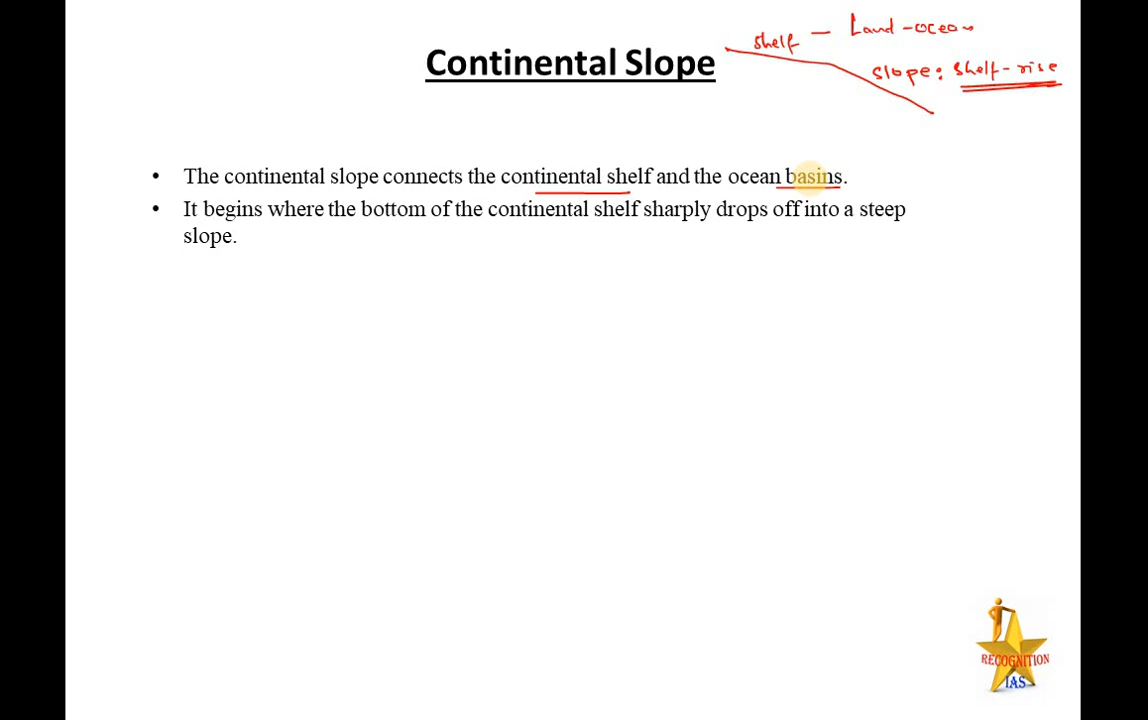 shelf - Land-ocean
Continental Slope
slope: shelf-rise
• The continental slope connects the continental shelf and the ocean basins.
• It begins where the bottom of the continental shelf sharply drops off into a steep
slope.
RECOGNITION
IAS